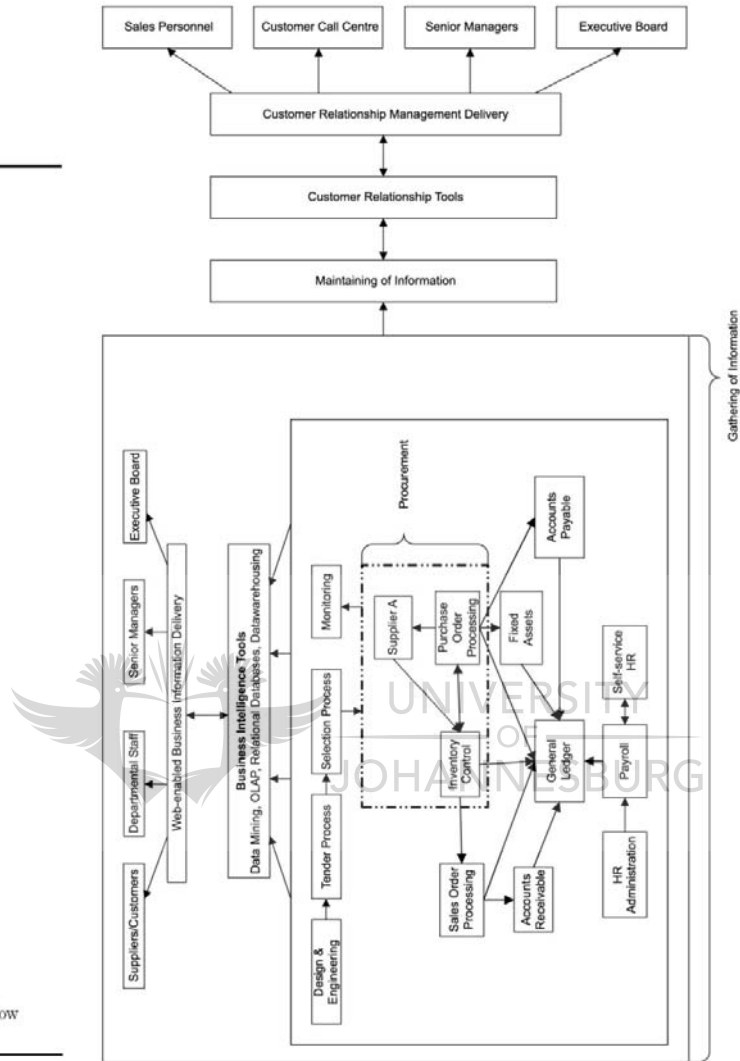 Sales Personnel
Customer Call Centre
Senior Managers
Executive Board
Customer Relationship Management Delivery
Customer Relationship Tools
Maintaining of Information
Gathering of Information
Suppliers/Customers
Departmental Staff
Senior Managers
Executive Board
Web-enabled Business Information Delivery
Business Intelligence Tools
Data Mining, OLAP, Relational Databases, Datawarehousing
Design &
Engineering
Tender Process
Selection Process
Monitoring
Procurement
Supplier A
Inventory
Control
Purchase
Order
Processing
Sales Order
Processing
Accounts
Receivable
General
Ledger
Fixed
Assets
Accounts
Payable
HR
Administration
Payroll
Self-service
HR
UNIVERSITY
OF
JOHANNESBURG
ow